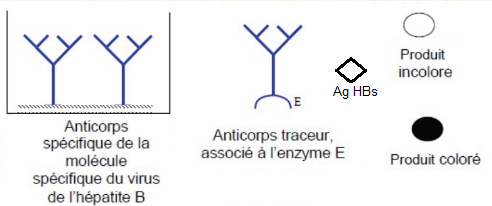 Anticorps
spécifique de la
molécule
spécifique du virus
de l'hépatite B
E
Anticorps traceur,
associé à l'enzyme E
Ag HBs
Produit
incolore
Produit coloré